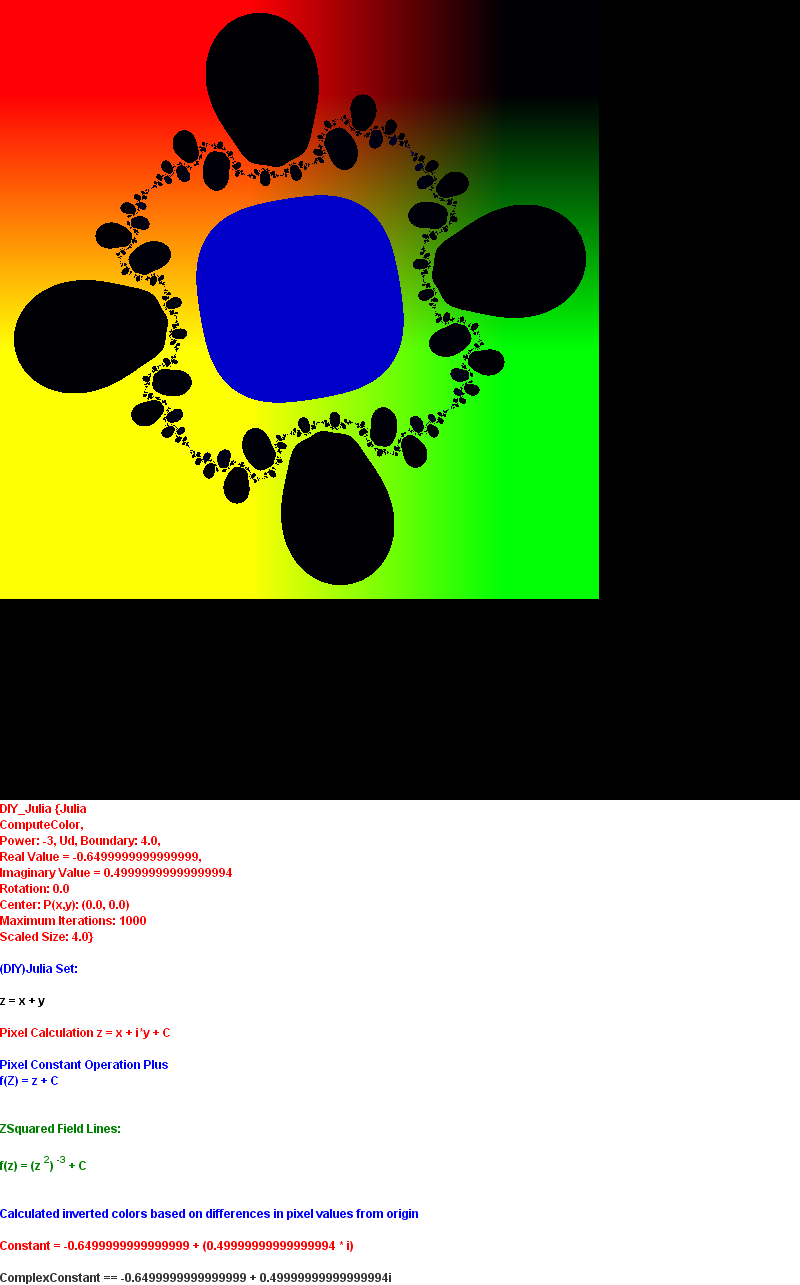 DIY_Julia {Julia
ComputeColor,
Power: -3, Ud, Boundary: 4.0,
Real Value = -0.6499999999999999,
Imaginary Value = 0.49999999999999994
Rotation: 0.0
Center: P(x,y): (0.0, 0.0)
Maximum Iterations: 1000
Scaled Size: 4.0}
(DIY)Julia Set:
z = x + y
Pixel Calculation z = x + i*y + C
Pixel Constant Operation Plus
f(Z) = z + C
ZSquared Field Lines:
f(z) = (z ²) ⁻³ + C
Calculated inverted colors based on differences in pixel values from origin
Constant = -0.6499999999999999 + (0.49999999999999994 * i)
ComplexConstant == -0.6499999999999999 + 0.49999999999999994i